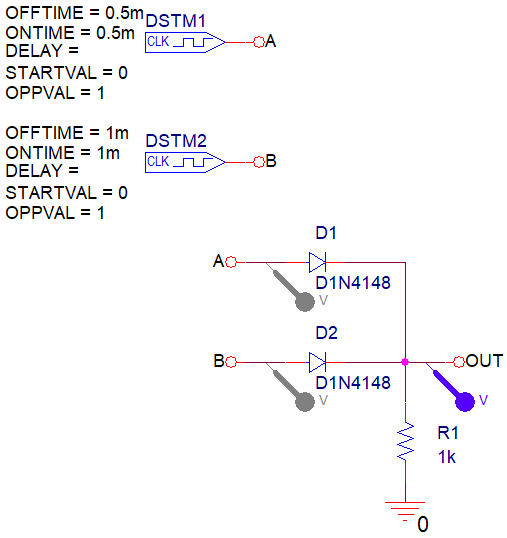 OFFTIME = 0.5m
ONTIME = 0.5m
DELAY =
STARTVAL = 0
OPPVAL = 1
DSTM1
CLK
A
OFFTIME = 1m
ONTIME = 1m
DELAY =
STARTVAL = 0
OPPVAL = 1
DSTM2
CLK
B
D1
A
D1N4148
V
D2
B
OUT
D1N4148
V
V
R1
1k
0